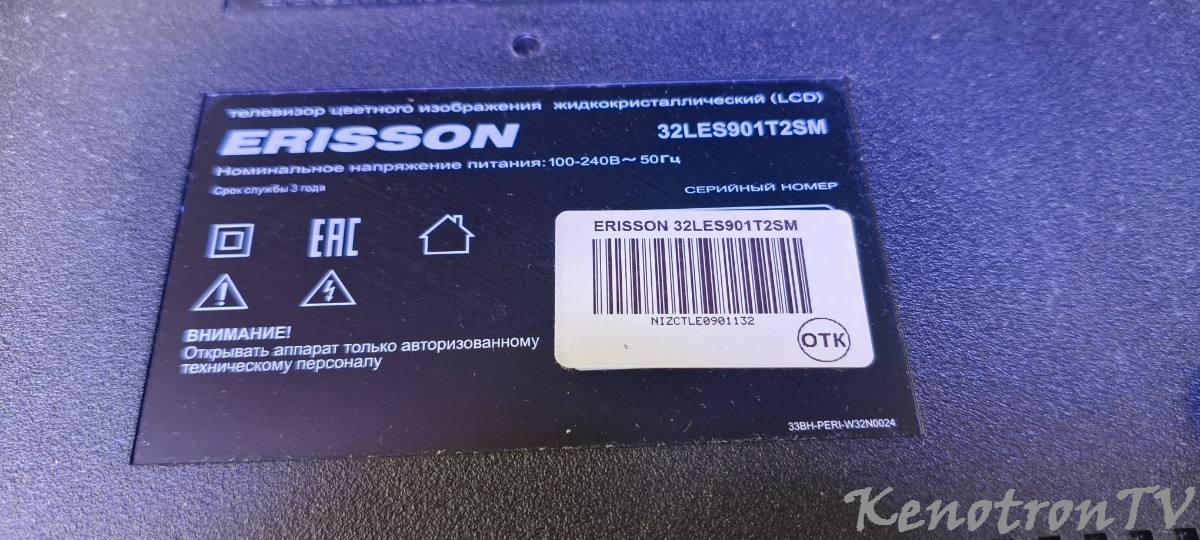 телевизор цветного изображения жидкокристаллический (LCD)
ERISSON 32LES901T2SM
Номинальное напряжение питания: 100-240В~ 50Гц
Срок службы 3 года
СЕРИЙНЫЙ НОМЕР
ERISSON 32LES901T2SM
NIZCTLE0901132
ОТК
EAC
ВНИМАНИЕ!
Открывать аппарат только авторизованному
техническому персоналу
33BH-PERI-W32N0024
KenotronTV